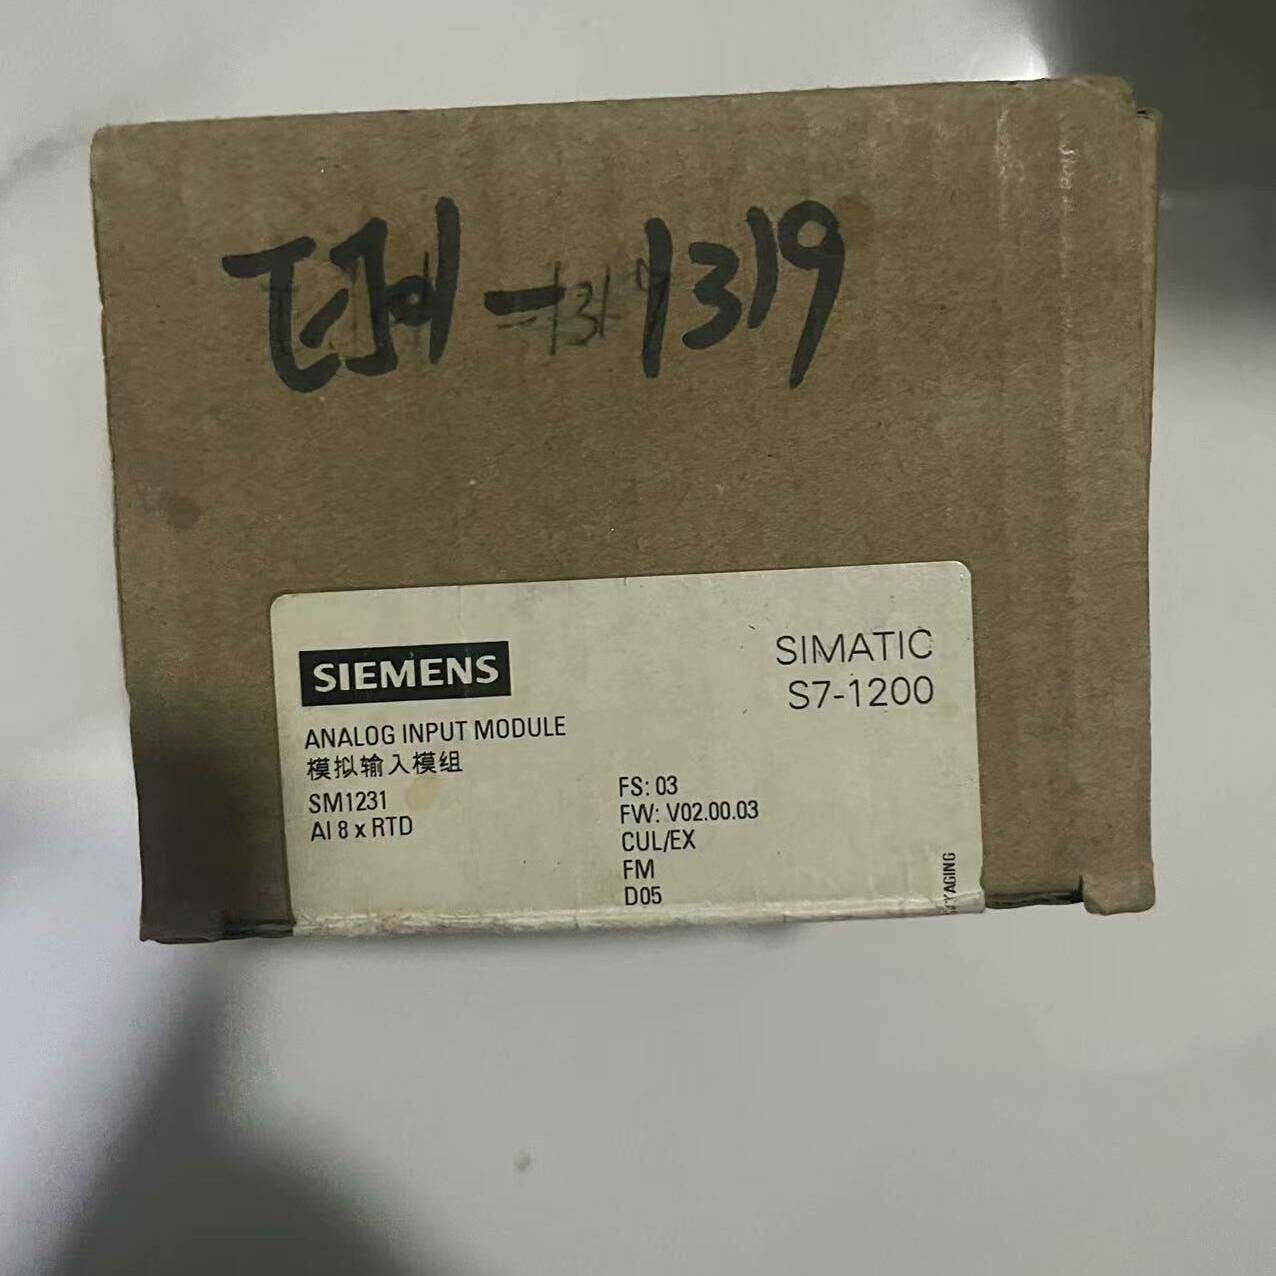 1319
SIEMENS
SIMATIC
S7-1200
ANALOG INPUT MODULE
模拟输入模组
SM1231
AI 8 x RTD
FS: 03
FW: V02.00.03
CUL/EX
FM
D05